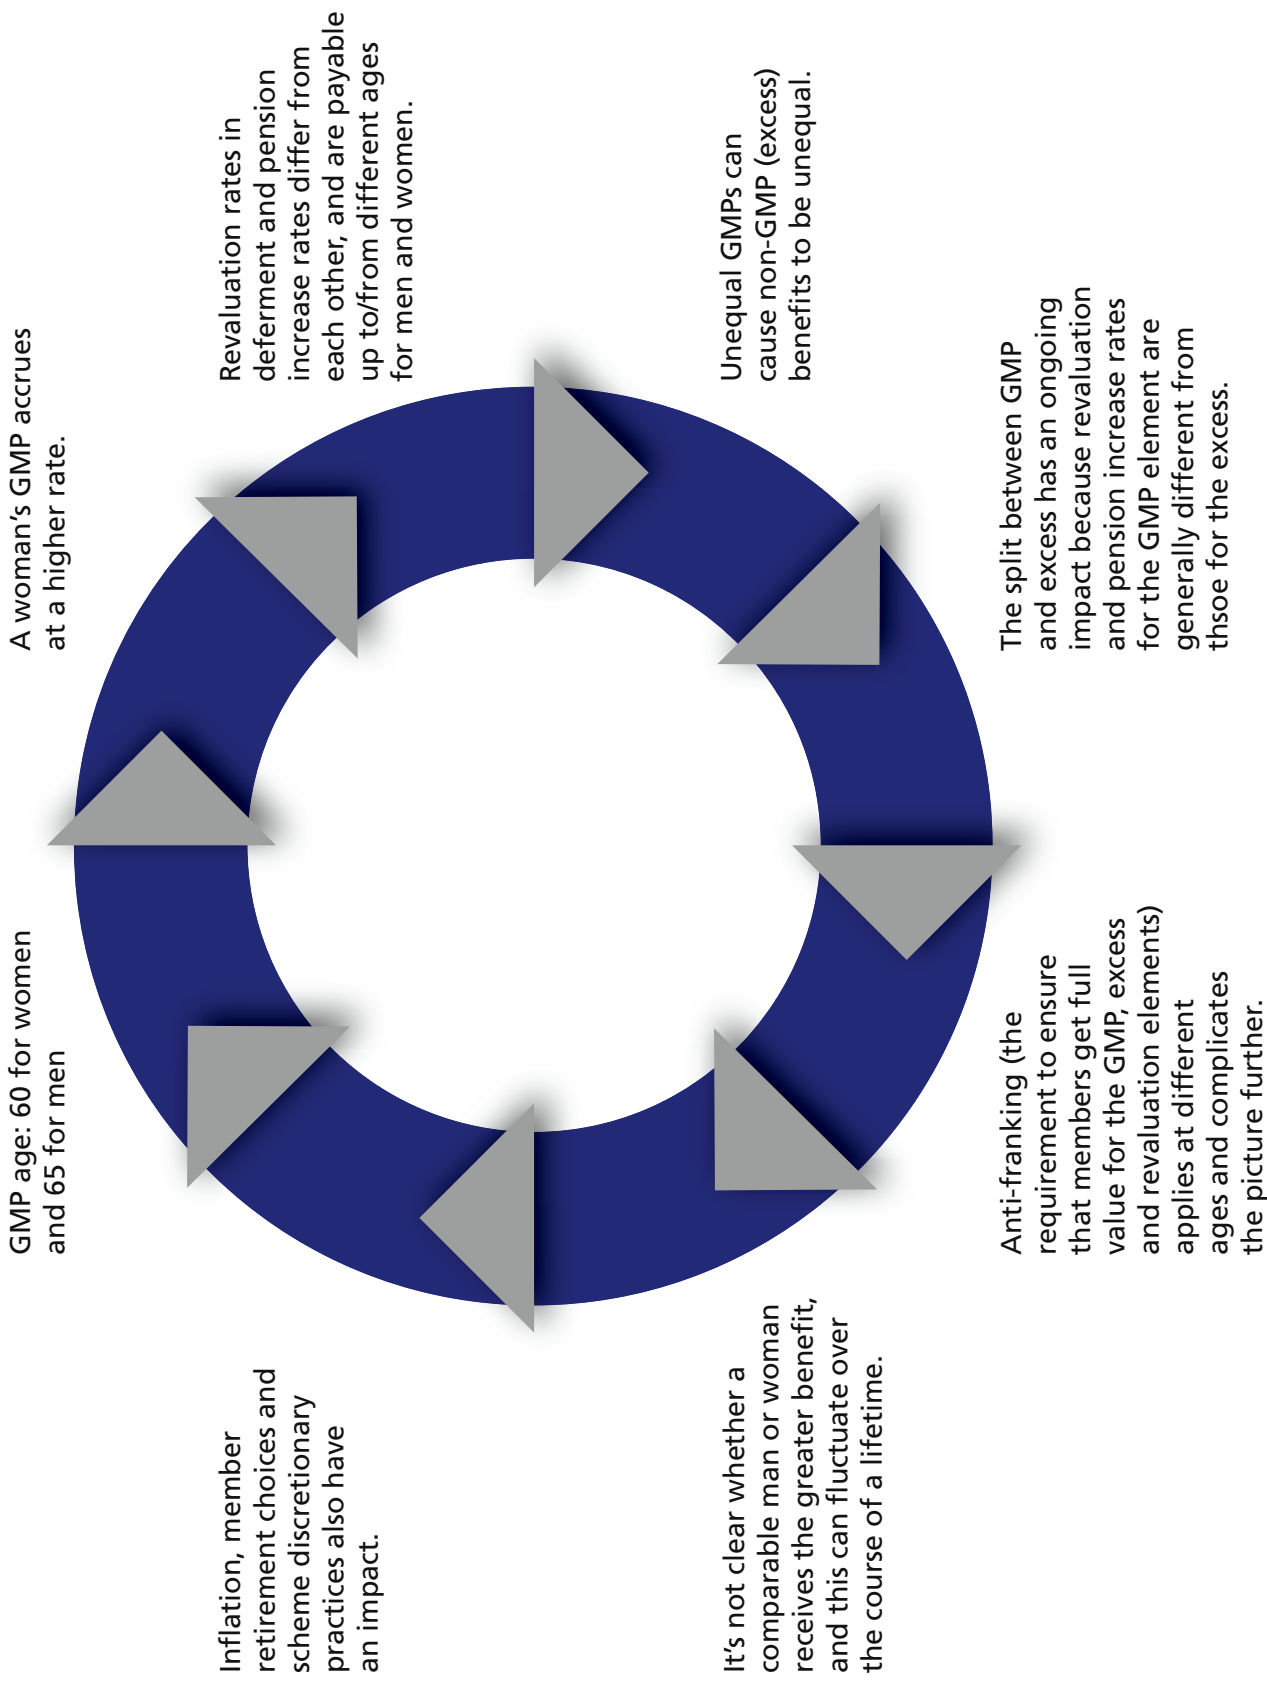 GMP age: 60 for women
and 65 for men
A woman's GMP accrues
at a higher rate.
Revaluation rates in
deferment and pension
increase rates differ from
each other, and are payable
up to/from different ages
for men and women.
Unequal GMPs can
cause non-GMP (excess)
benefits to be unequal.
The split between GMP
and excess has an ongoing
impact because revaluation
and pension increase rates
for the GMP element are
generally different from
thsoe for the excess.
Anti-franking (the
requirement to ensure
that members get full
value for the GMP, excess
and revaluation elements)
applies at different
ages and complicates
the picture further.
It's not clear whether a
comparable man or woman
receives the greater benefit,
and this can fluctuate over
the course of a lifetime.
Inflation, member
retirement choices and
scheme discretionary
practices also have
an impact.